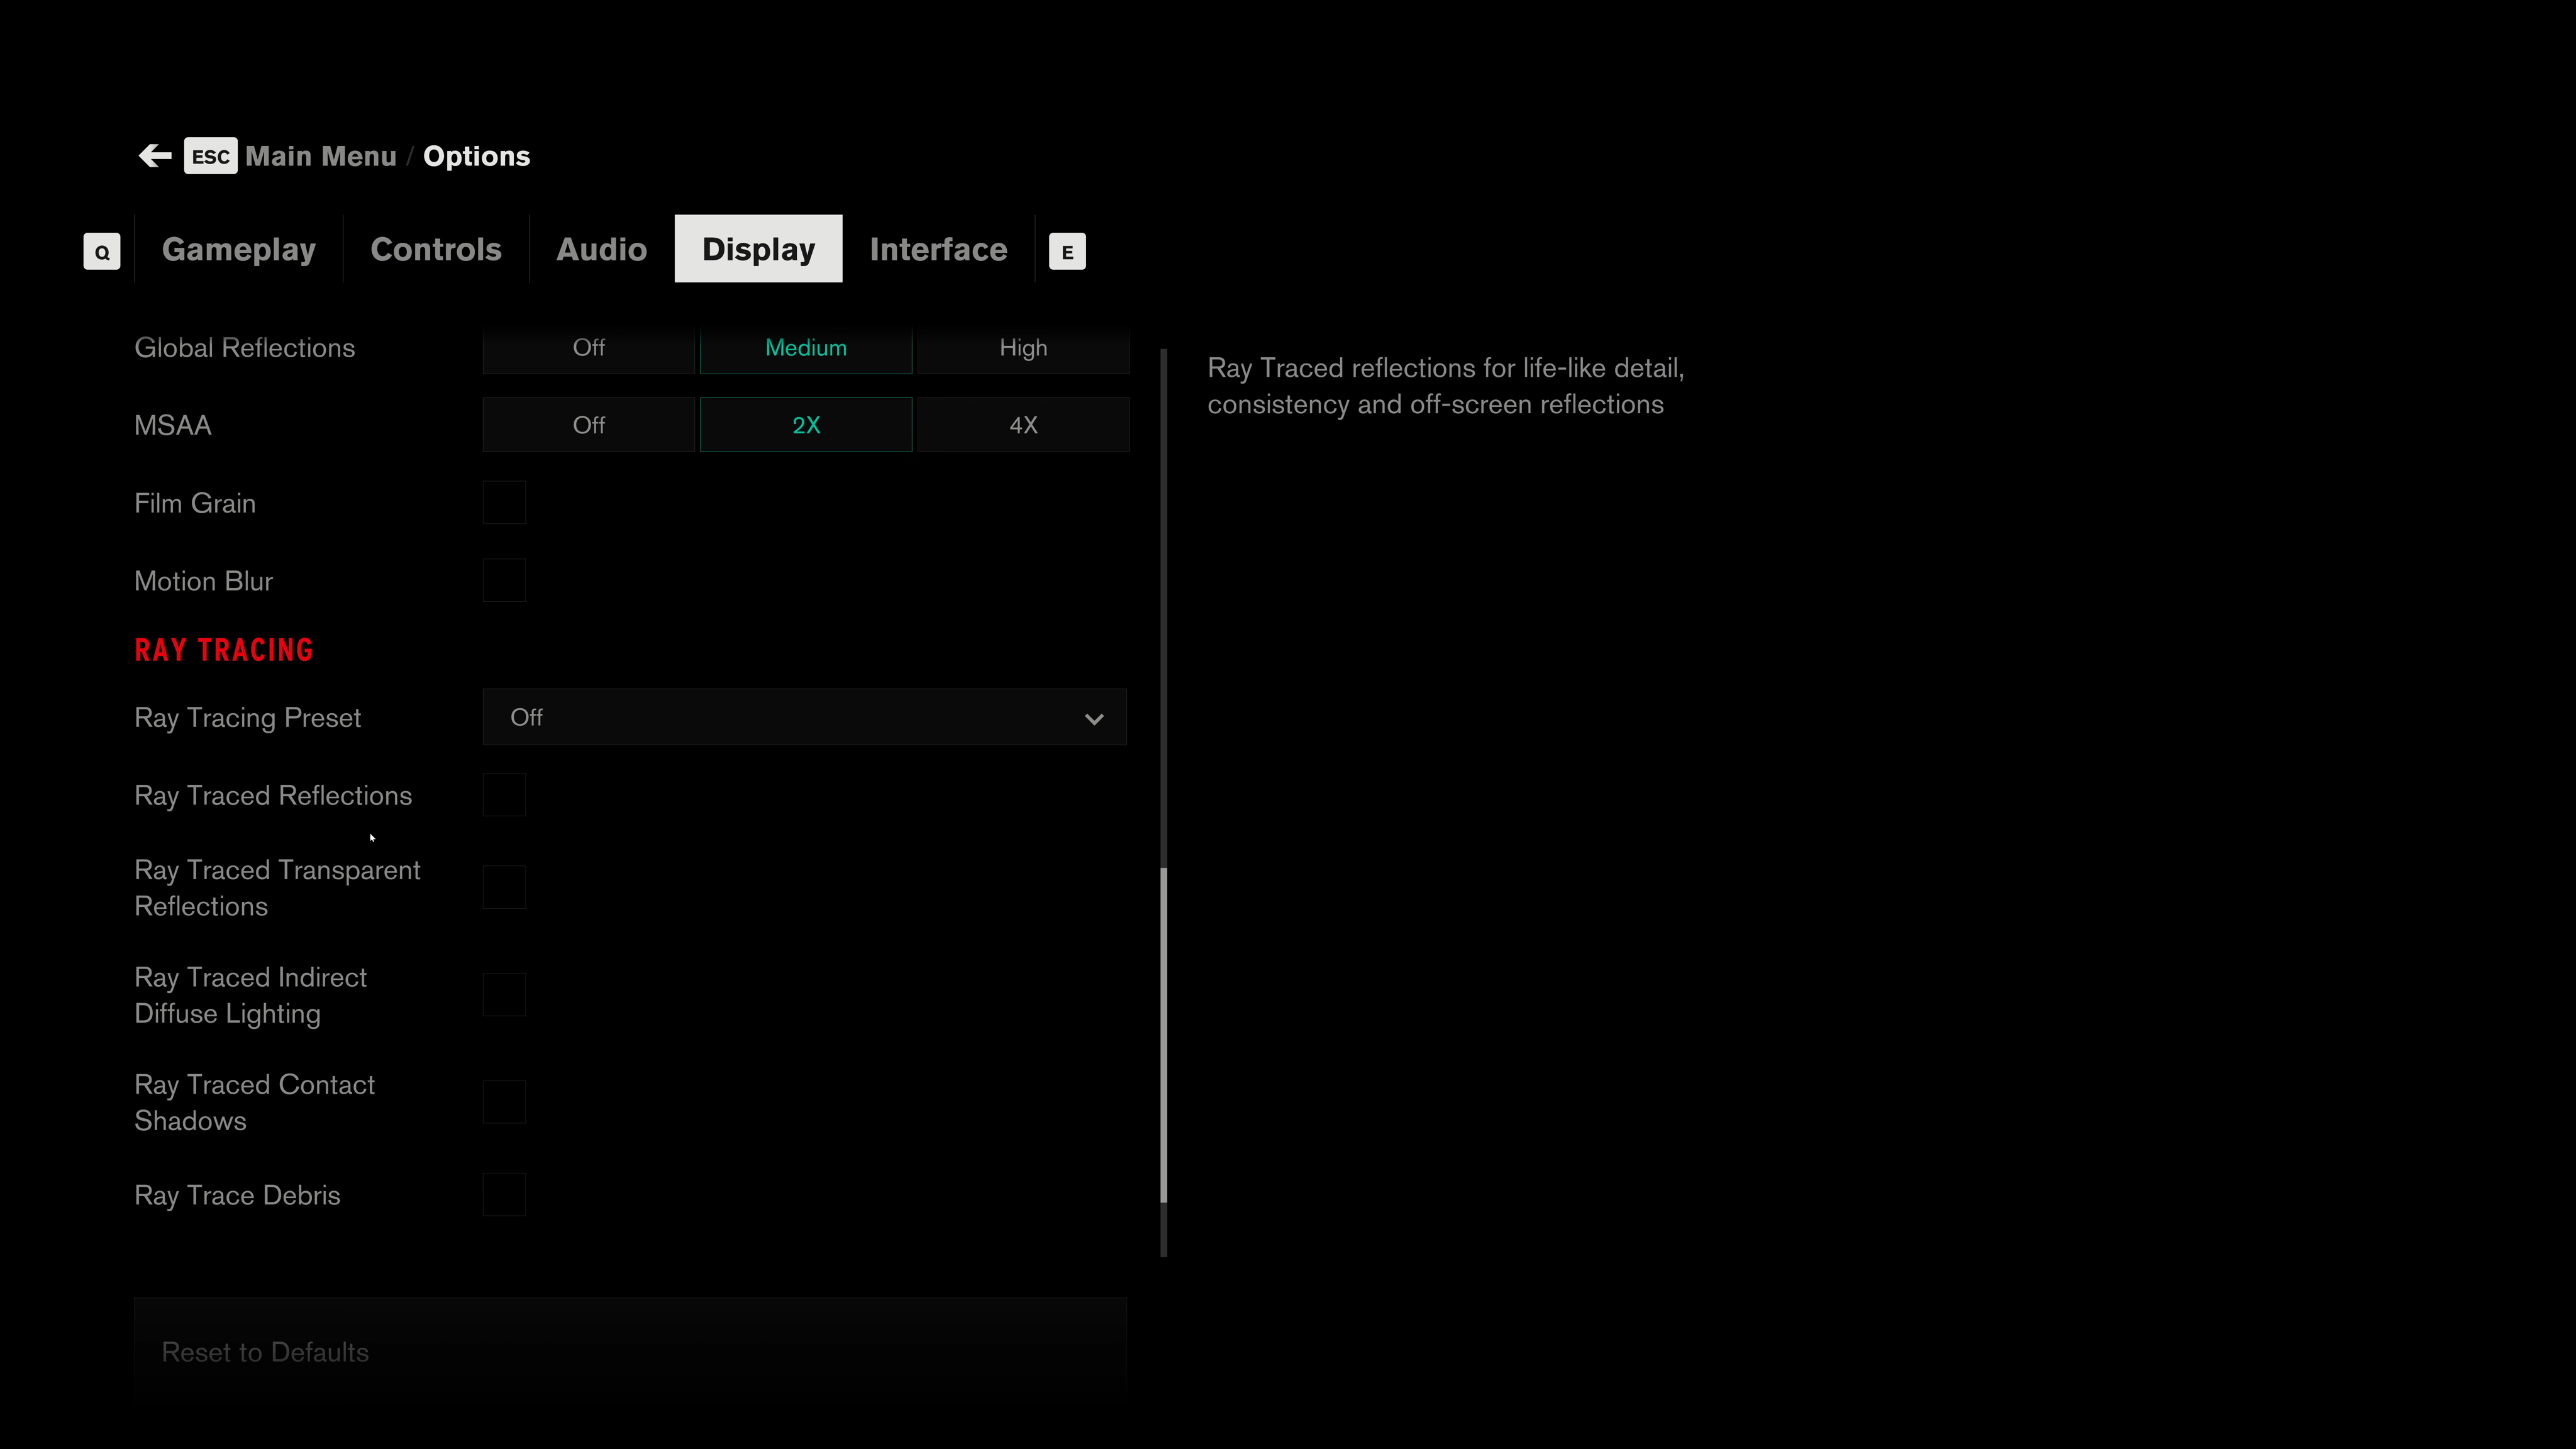 ESC Main Menu / Options
Q Gameplay Controls Audio Display Interface E
Global Reflections Off Medium High
MSAA Off 2X 4X
Film Grain
Motion Blur
RAY TRACING
Ray Tracing Preset Off
Ray Traced Reflections
Ray Traced Transparent
Reflections
Ray Traced Indirect
Diffuse Lighting
Ray Traced Contact
Shadows
Ray Trace Debris
Reset to Defaults
Ray Traced reflections for life-like detail,
consistency and off-screen reflections